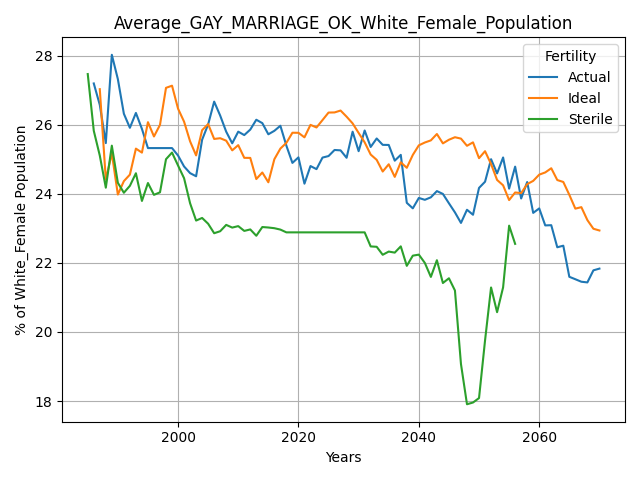 Average_GAY_MARRIAGE_OK_White_Female_Population
Fertility
Actual
Ideal
Sterile
28
26
24
22
20
18
% of White_Female Population
2000
2020
2040
2060
Years